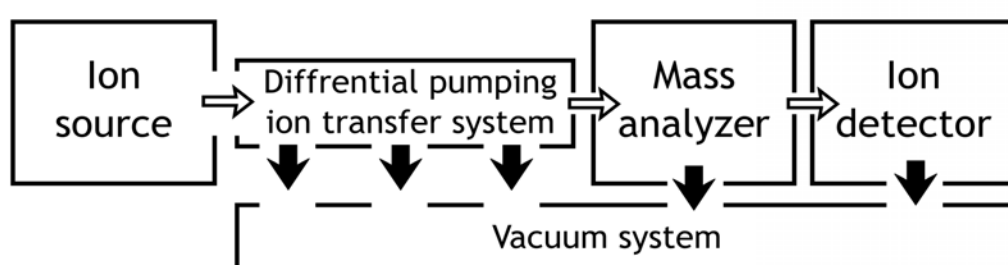 Ion
source
Diffrential pumping
ion transfer system
Mass
analyzer
Ion
detector
Vacuum system